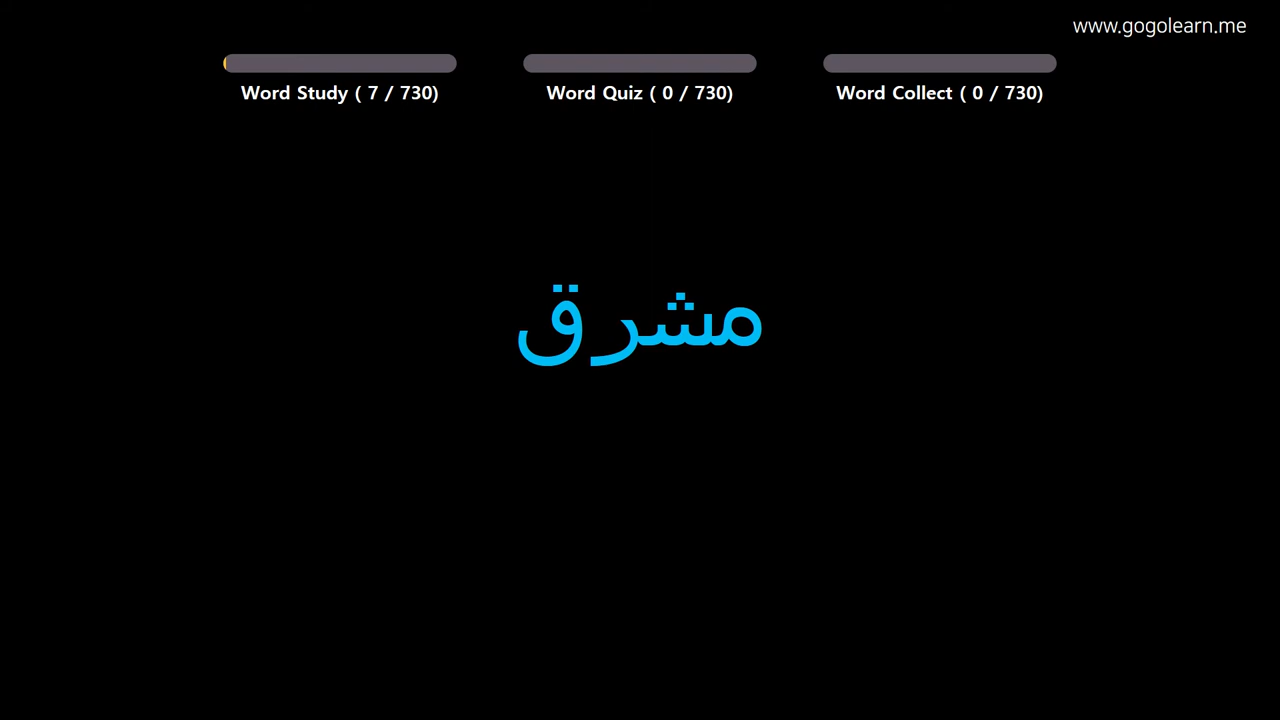 www.gogolearn.me
Word Study ( 7 / 730)
Word Quiz ( 0 / 730)
Word Collect ( 0 / 730)
مشرق